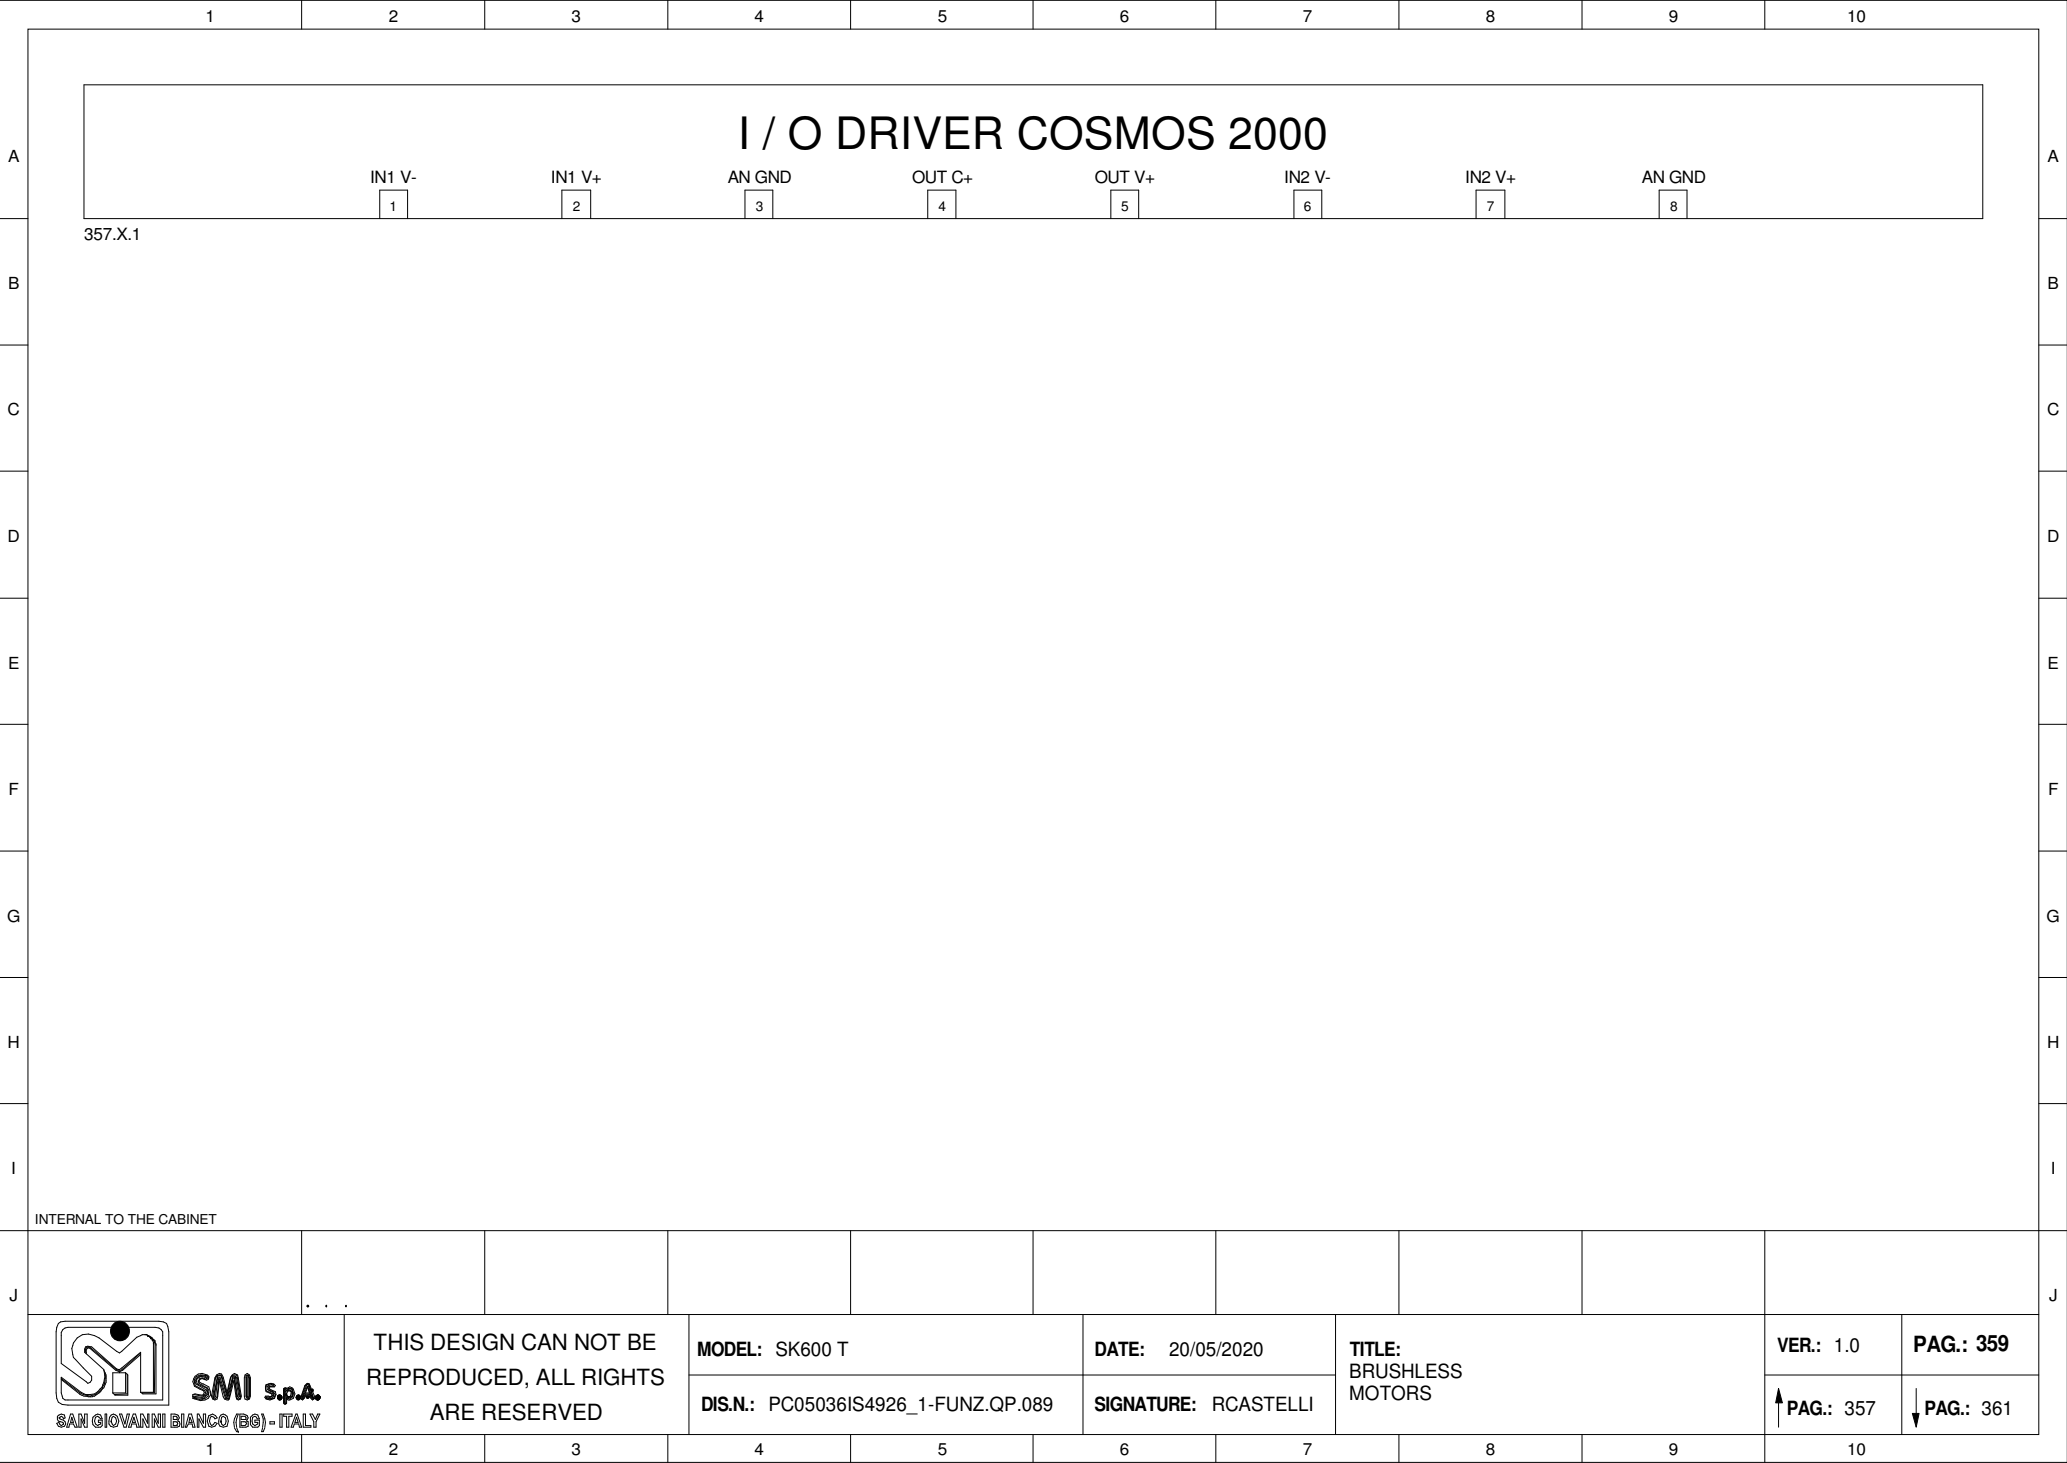 1 2 3 4 5 6 7 8 9 10
I / O DRIVER COSMOS 2000
A A
IN1 V- IN1 V+ AN GND OUT C+ OUT V+ IN2 V- IN2 V+ AN GND
1 2 3 4 5 6 7 8
357.X.1
B B
C C
D D
E E
F F
G G
H H
I I
INTERNAL TO THE CABINET
J J
. . .
SMI s.p.a.
SAN GIOVANNI BIANCO (BG) - ITALY
THIS DESIGN CAN NOT BE
REPRODUCED, ALL RIGHTS
ARE RESERVED
MODEL: SK600 T
DIS.N.: PC05036IS4926_1-FUNZ.QP.089
DATE: 20/05/2020
SIGNATURE: RCASTELLI
TITLE:
BRUSHLESS
MOTORS
VER.: 1.0
PAG.: 359
PAG.: 357
PAG.: 361
1 2 3 4 5 6 7 8 9 10